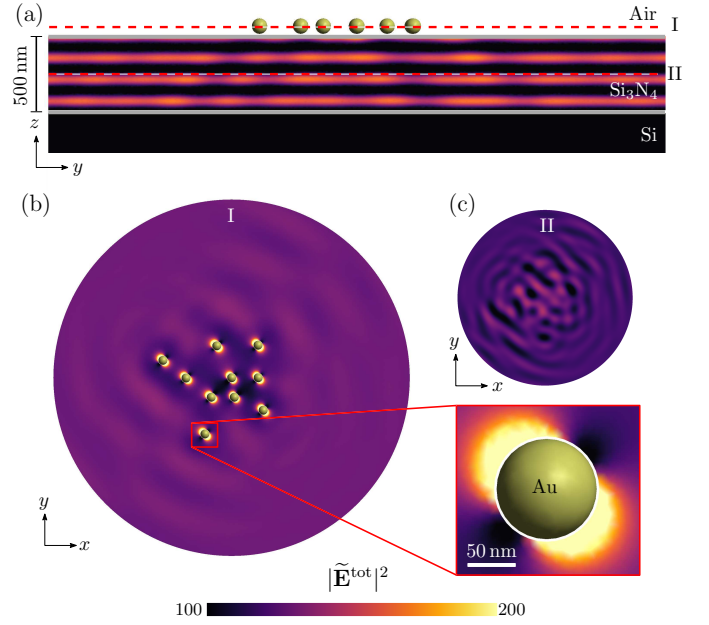 (a)
Air
I
500 nm
II
Si₃N₄
Si
z
y
(b)
I
(c)
II
y
x
y
x
Au
50 nm
|Ẽᵗᵒᵗ|²
100
200